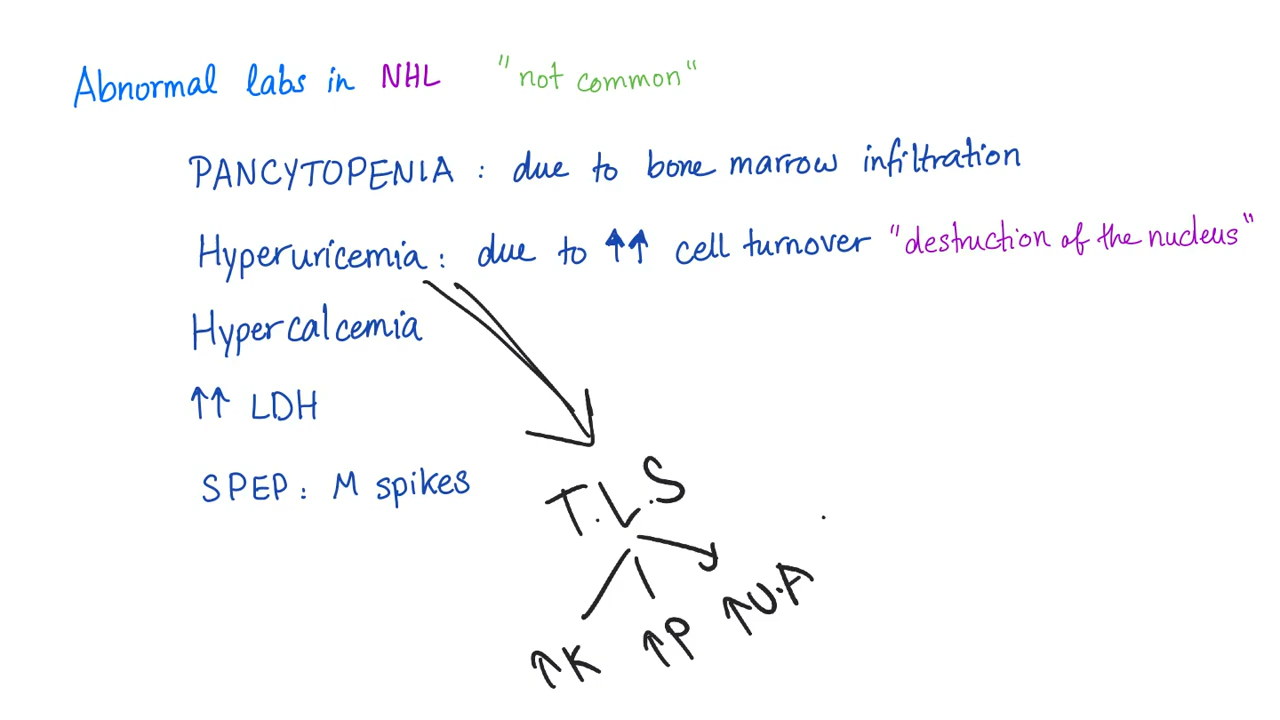 Abnormal labs in NHL "not common"
PANCYTOPENIA : due to bone marrow infiltration
Hyperuricemia : due to ↑↑ cell turnover "destruction of the nucleus"
Hypercalcemia
↑↑ LDH
SPEP : M spikes
T.L.S
↑K ↑P ↑U.A